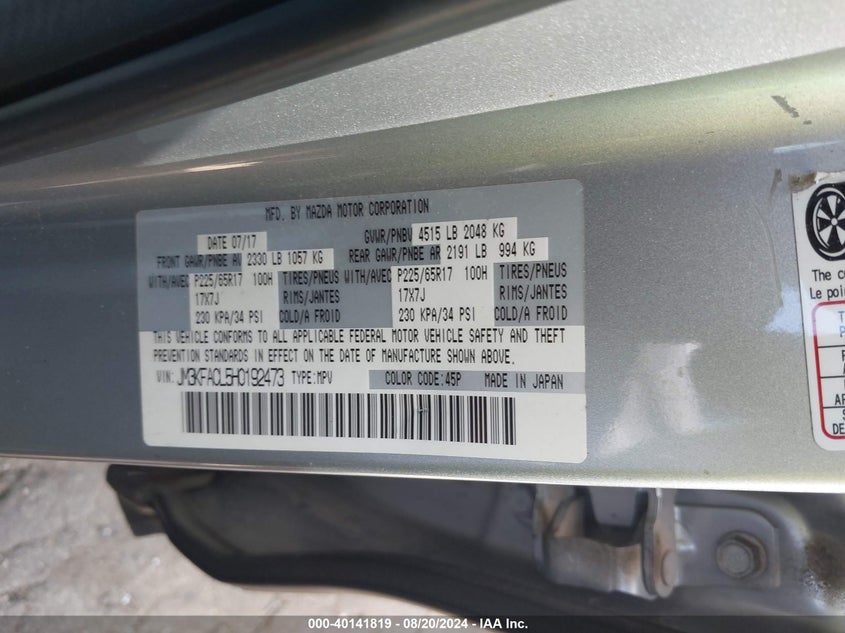 MFD. BY MAZDA MOTOR CORPORATION
DATE 07/17 GVWR/PNBV 4515 LB 2048 KG
FRONT GAWR/PNBE AV 2330 LB 1057 KG REAR GAWR/PNBE AR 2191 LB 994 KG
WITH/AVEC P225/65R17 100H TIRES/PNEUS WITH/AVEC P225/65R17 100H TIRES/PNEUS
17X7J RIMS/JANTES 17X7J RIMS/JANTES
230 KPA/34 PSI COLD/A FROID 230 KPA/34 PSI COLD/A FROID
THIS VEHICLE CONFORMS TO ALL APPLICABLE FEDERAL MOTOR VEHICLE SAFETY AND THEFT
PREVENTION STANDARDS IN EFFECT ON THE DATE OF MANUFACTURE SHOWN ABOVE.
VIN: JM3KFACL5H0192473 TYPE:MPV COLOR CODE:45P MADE IN JAPAN
The co
Le poi
000-40141819 - 08/20/2024 - IAA Inc.